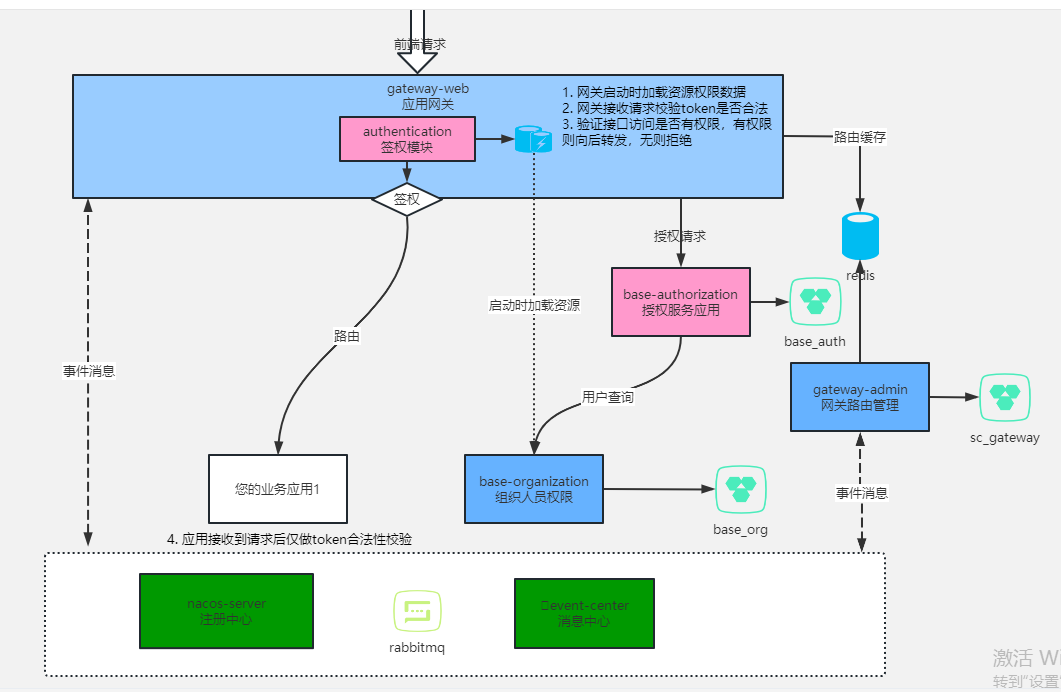 前端请求
gateway-web
应用网关
authentication
签权模块
1. 网关启动时加载资源权限数据
2. 网关接收请求校验token是否合法
3. 验证接口访问是否有权限，有权限
则向后转发，无则拒绝
路由缓存
签权
授权请求
redis
base-authorization
授权服务应用
启动时加载资源
路由
base_auth
事件消息
用户查询
gateway-admin
网关路由管理
sc_gateway
您的业务应用1
base-organization
组织人员权限
事件消息
base_org
4. 应用接收到请求后仅做token合法性校验
nacos-server
注册中心
event-center
消息中心
rabbitmq
激活 Wi
转到"设置